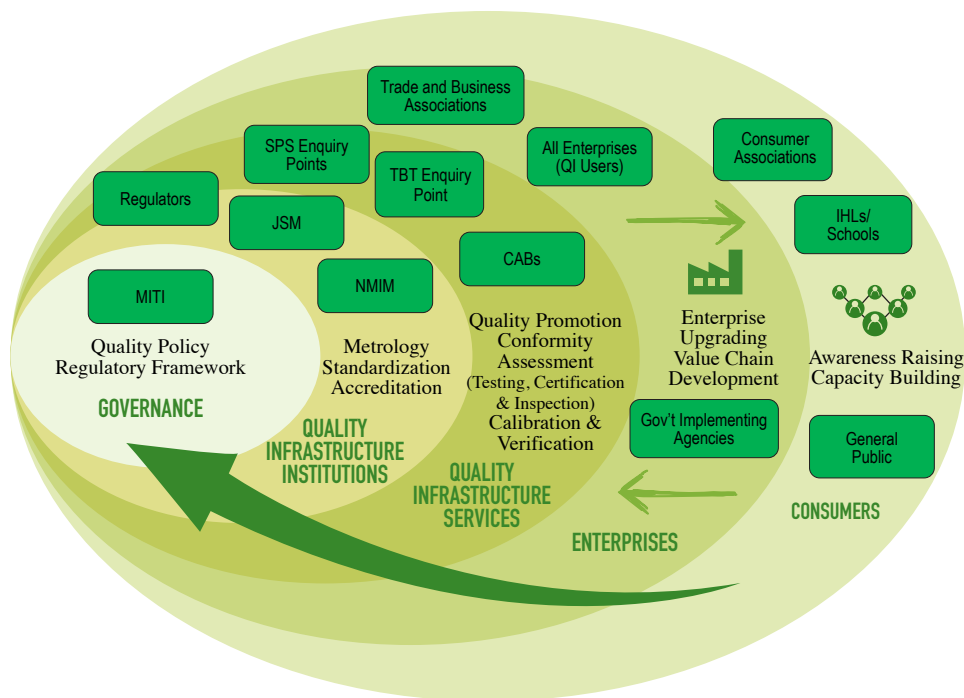 Trade and Business
Associations
SPS Enquiry
Points
TBT Enquiry
Point
All Enterprises
(QI Users)
Consumer
Associations
Regulators
JSM
IHLs/
Schools
MITI
NMIM
CABs
Quality Policy
Regulatory Framework
GOVERNANCE
Metrology
Standardization
Accreditation
QUALITY
INFRASTRUCTURE
INSTITUTIONS
Quality Promotion
Conformity
Assessment
(Testing, Certification
& Inspection)
Calibration &
Verification
QUALITY
INFRASTRUCTURE
SERVICES
Enterprise
Upgrading
Value Chain
Development
Gov't Implementing
Agencies
ENTERPRISES
Awareness Raising
Capacity Building
General
Public
CONSUMERS